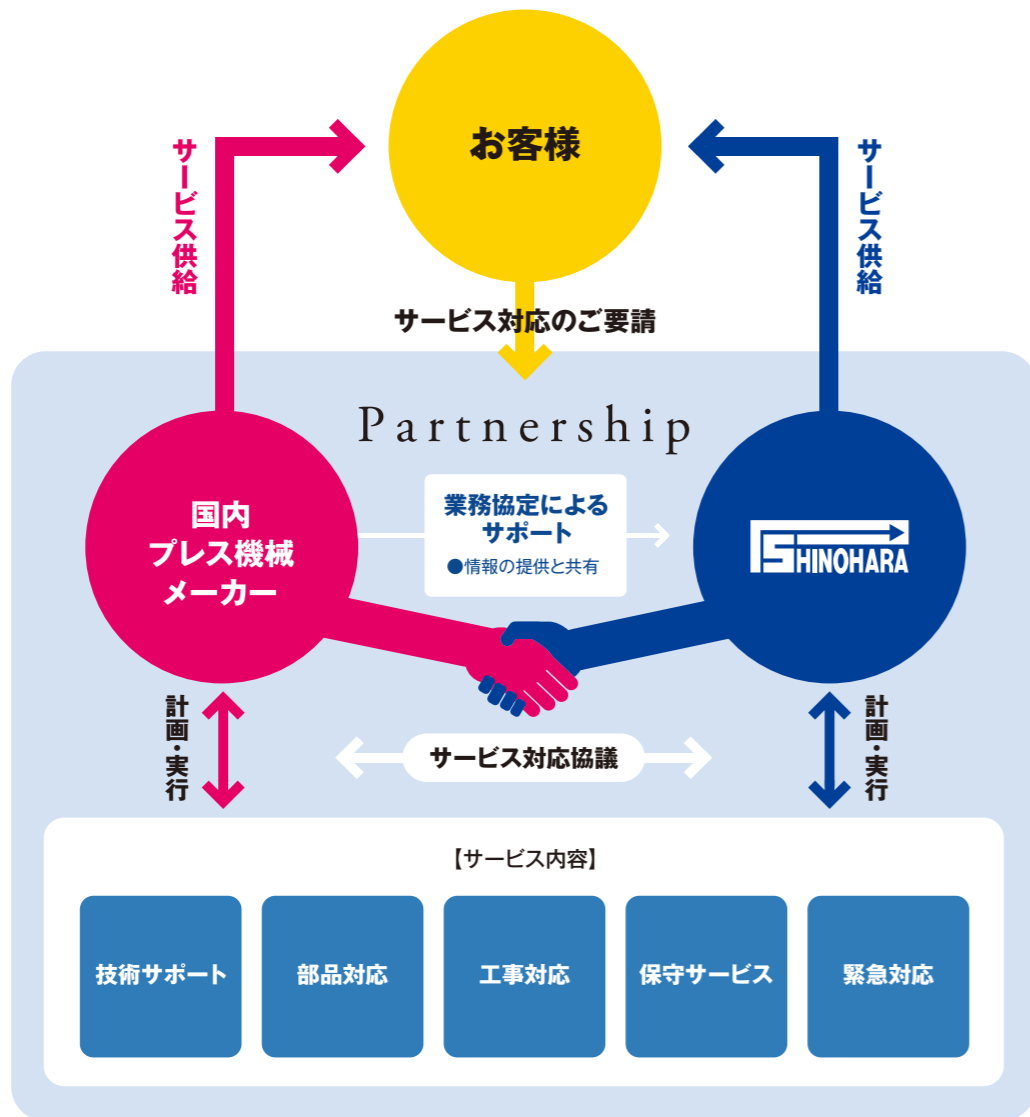 お客様
サービス供給
サービス供給
サービス対応のご要請
Partnership
国内
プレス機械
メーカー
業務協定による
サポート
●情報の提供と共有
SHINOHARA
計画・実行
サービス対応協議
計画・実行
【サービス内容】
技術サポート
部品対応
工事対応
保守サービス
緊急対応